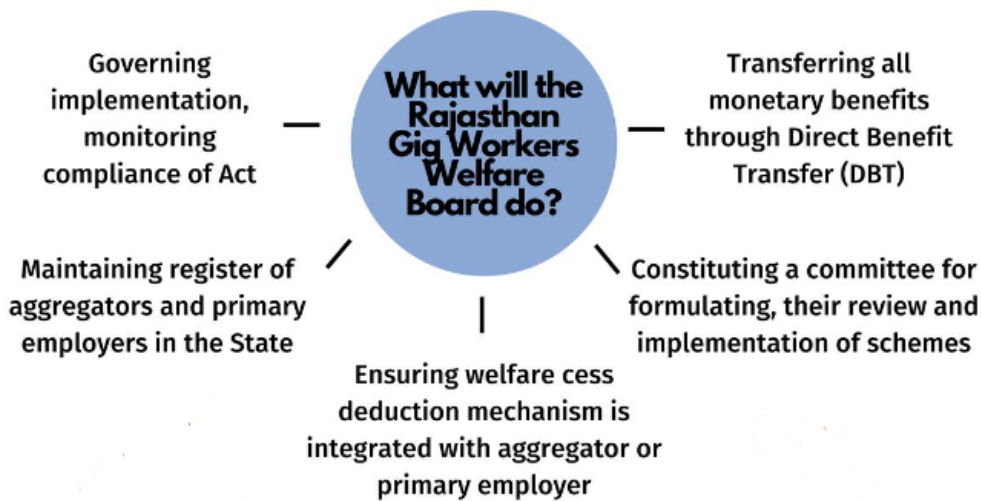 What will the
Rajasthan
Gig Workers
Welfare
Board do?
Governing
implementation,
monitoring
compliance of Act
Transferring all
monetary benefits
through Direct Benefit
Transfer (DBT)
Maintaining register of
aggregators and primary
employers in the State
Constituting a committee for
formulating, their review and
implementation of schemes
Ensuring welfare cess
deduction mechanism is
integrated with aggregator or
primary employer